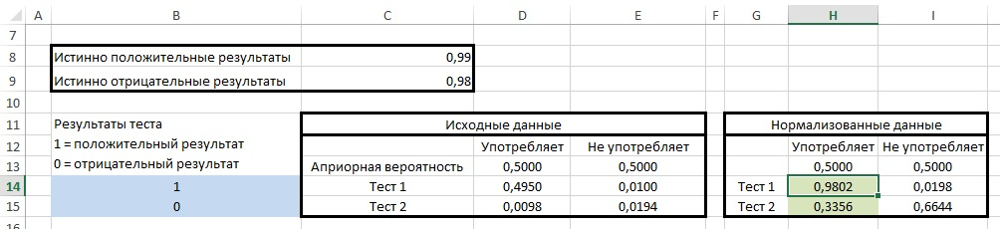 A B C D E F G H I
7
8 Истинно положительные результаты 0,99
9 Истинно отрицательные результаты 0,98
10
11 Результаты теста Исходные данные Нормализованные данные
12 1 = положительный результат Употребляет Не употребляет Употребляет Не употребляет
13 0 = отрицательный результат Априорная вероятность 0,5000 0,5000 0,5000 0,5000
14 1 Тест 1 0,4950 0,0100 Тест 1 0,9802 0,0198
15 0 Тест 2 0,0098 0,0194 Тест 2 0,3356 0,6644
16